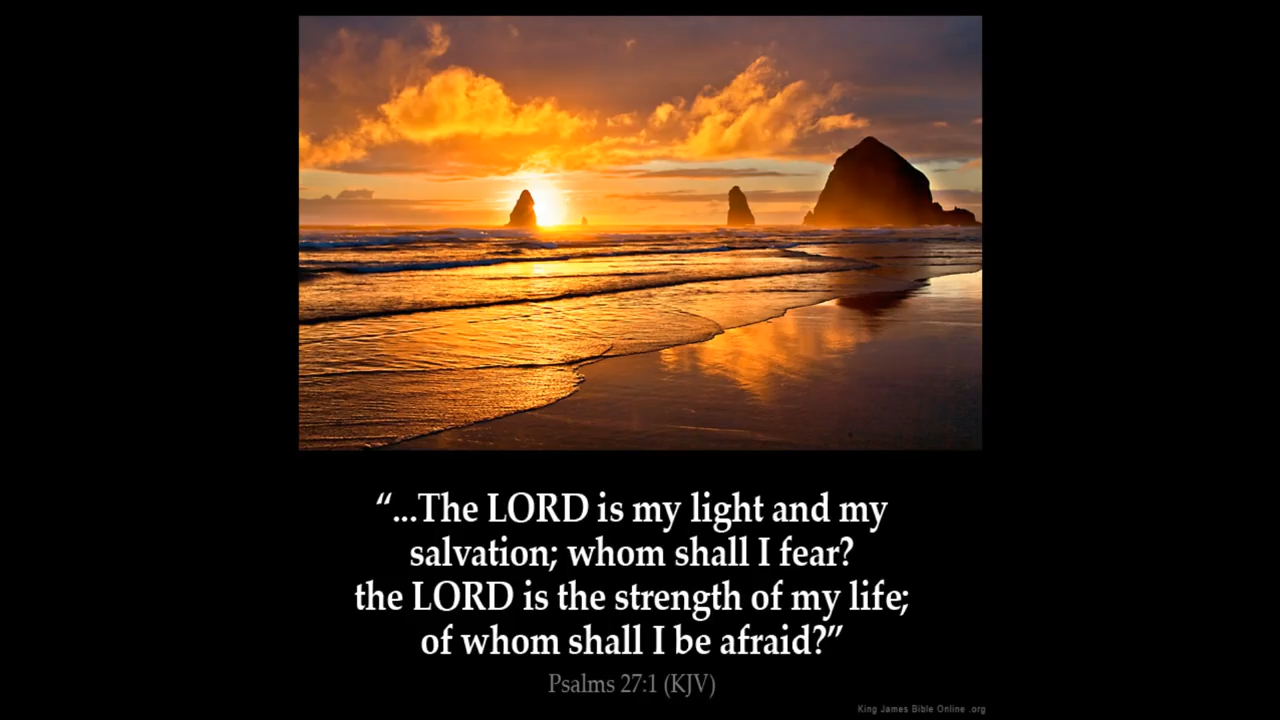 “...The LORD is my light and my
salvation; whom shall I fear?
the LORD is the strength of my life;
of whom shall I be afraid?”
Psalms 27:1 (KJV)
King James Bible Online .org